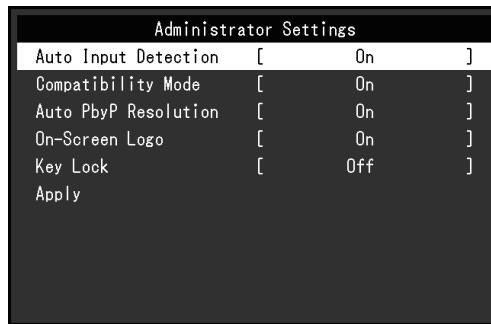 Administrator Settings
Auto Input Detection [ On ]
Compatibility Mode [ On ]
Auto PbyP Resolution [ On ]
On-Screen Logo [ On ]
Key Lock [ Off ]
Apply